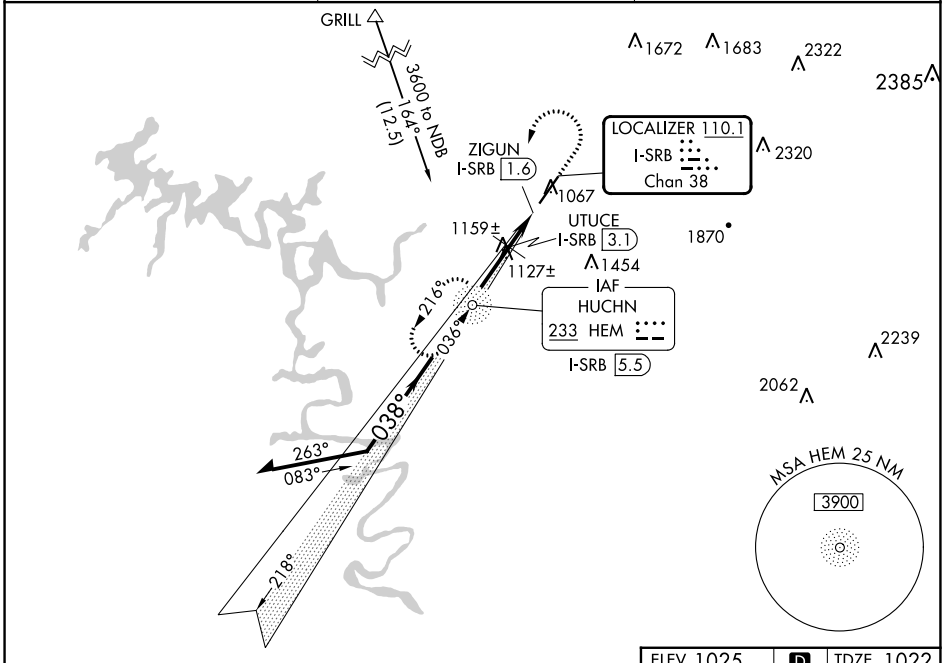 GRILL
3600 to NDB
164°
(12.5)
1672
1683
2322
2385
LOCALIZER 110.1
I-SRB
Chan 38
2320
ZIGUN
I-SRB 1.6
1067
1159±
UTUCE
I-SRB 3.1
1870
1127±
1454
IAF
HUCHN
233 HEM
I-SRB 5.5
216°
036°
2239
2062
038°
263°
083°
MSA HEM 25 NM
3900
218°
ELEV 1025
D
TDZE 1022